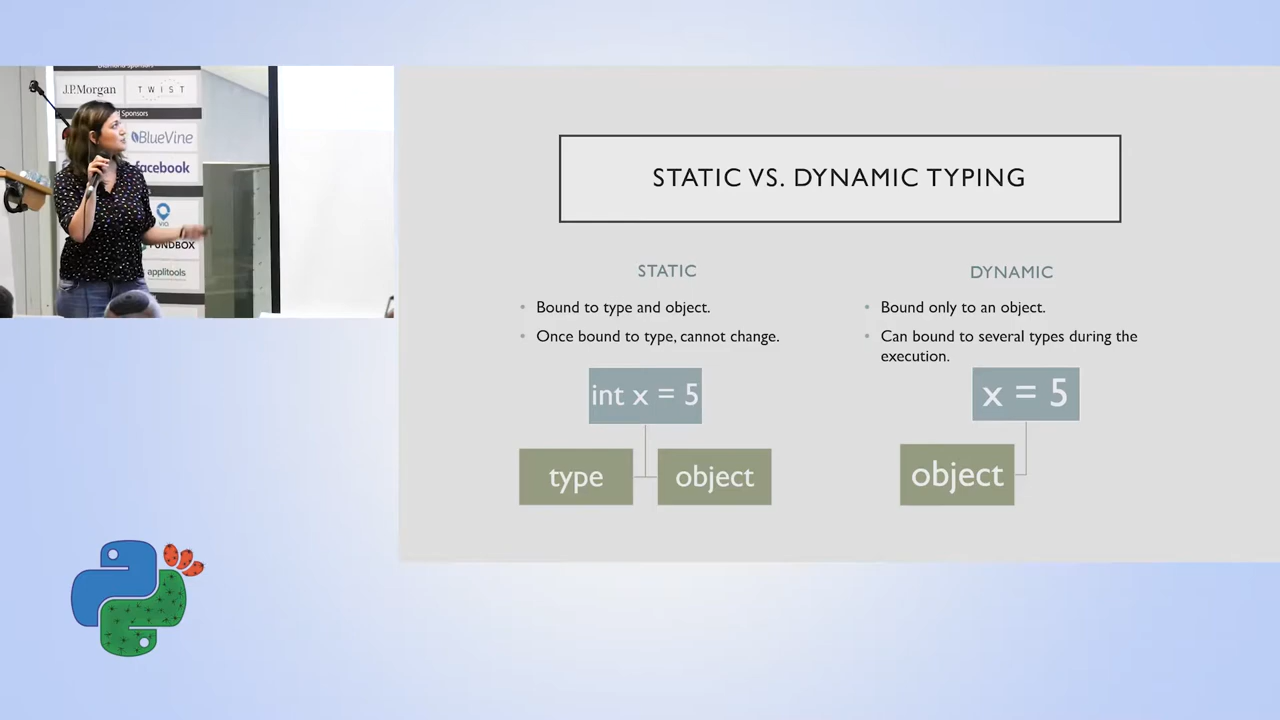 J.P.Morgan
TWIST
Sponsors
BlueVine
facebook
VIA
FUNDBOX
applitools
STATIC VS. DYNAMIC TYPING
STATIC
• Bound to type and object.
• Once bound to type, cannot change.
int x = 5
type
object
DYNAMIC
• Bound only to an object.
• Can bound to several types during the
execution.
x = 5
object